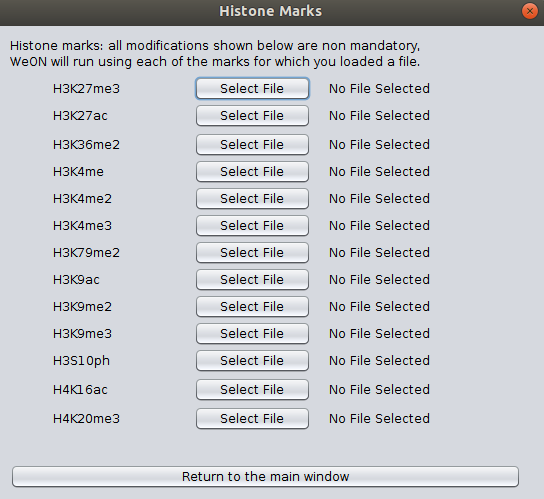 Histone Marks
Histone marks: all modifications shown below are non mandatory,
WeON will run using each of the marks for which you loaded a file.
H3K27me3 Select File No File Selected
H3K27ac Select File No File Selected
H3K36me2 Select File No File Selected
H3K4me Select File No File Selected
H3K4me2 Select File No File Selected
H3K4me3 Select File No File Selected
H3K79me2 Select File No File Selected
H3K9ac Select File No File Selected
H3K9me2 Select File No File Selected
H3K9me3 Select File No File Selected
H3S10ph Select File No File Selected
H4K16ac Select File No File Selected
H4K20me3 Select File No File Selected
Return to the main window